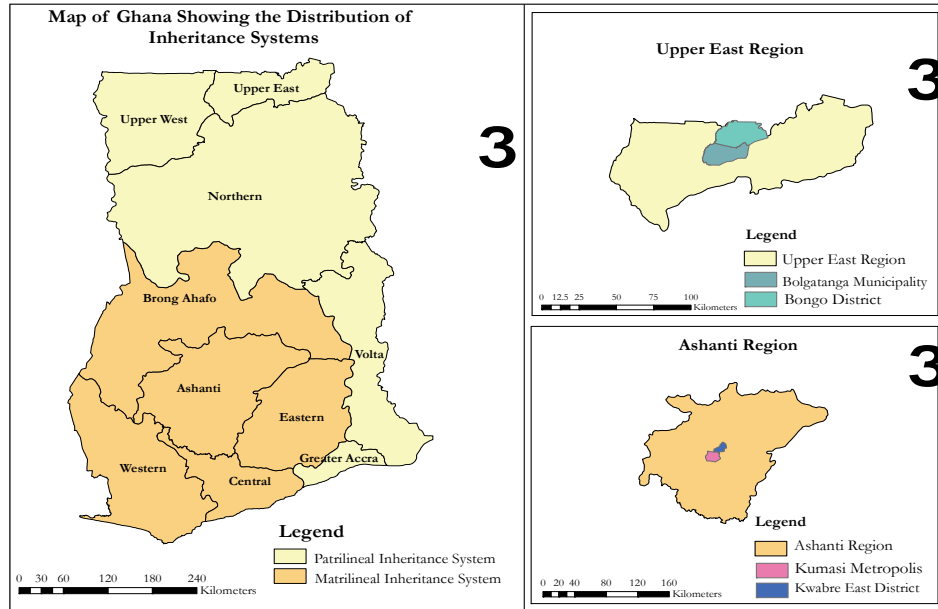 Map of Ghana Showing the Distribution of
Inheritance Systems
Upper East
Upper West
3
Northern
Brong Ahafo
Volta
Ashanti
Eastern
Greater Accra
Western
Central
Legend
Patrilineal Inheritance System
Matrilineal Inheritance System
0 30 60 120 180 240
Kilometers
Upper East Region
3
Legend
Upper East Region
Bolgatanga Municipality
Bongo District
0 12.5 25 50 75 100
Kilometers
Ashanti Region
3
Legend
Ashanti Region
Kumasi Metropolis
Kwabre East District
0 20 40 80 120 160
Kilometers